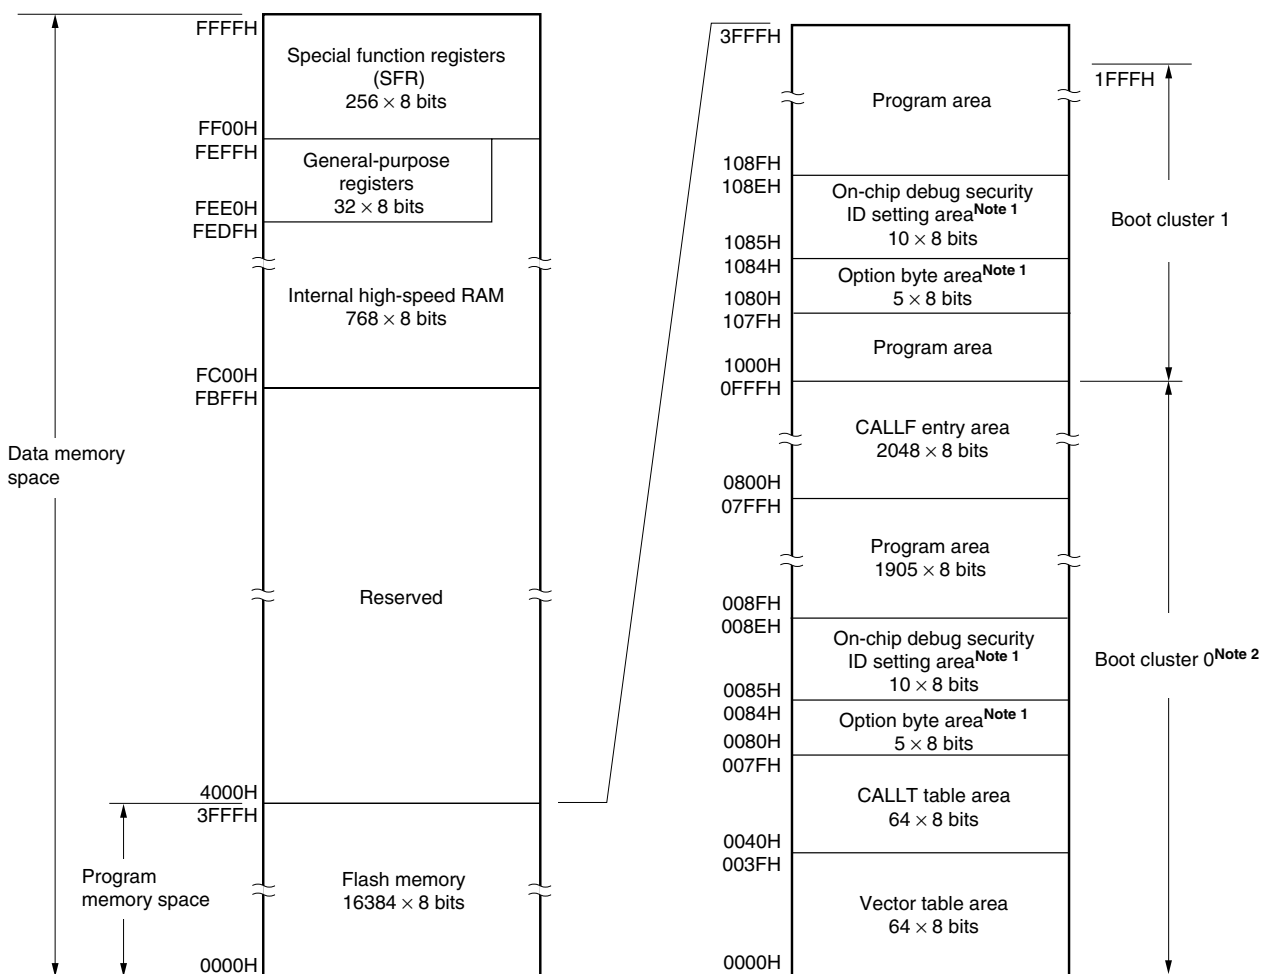 FFFFH
Special function registers
(SFR)
256 × 8 bits
FF00H
FEFFH
General-purpose
registers
32 × 8 bits
FEE0H
FEDFH
Internal high-speed RAM
768 × 8 bits
FC00H
FBFFH
Data memory
space
Reserved
4000H
3FFFH
Program
memory space
Flash memory
16384 × 8 bits
0000H
3FFFH
1FFFH
Program area
108FH
108EH
On-chip debug security
ID setting area Note 1
10 × 8 bits
Boot cluster 1
1085H
1084H
Option byte area Note 1
5 × 8 bits
1080H
107FH
Program area
1000H
0FFFH
CALLF entry area
2048 × 8 bits
0800H
07FFH
Program area
1905 × 8 bits
008FH
008EH
On-chip debug security
ID setting area Note 1
10 × 8 bits
Boot cluster 0 Note 2
0085H
0084H
Option byte area Note 1
5 × 8 bits
0080H
007FH
CALLT table area
64 × 8 bits
0040H
003FH
Vector table area
64 × 8 bits
0000H